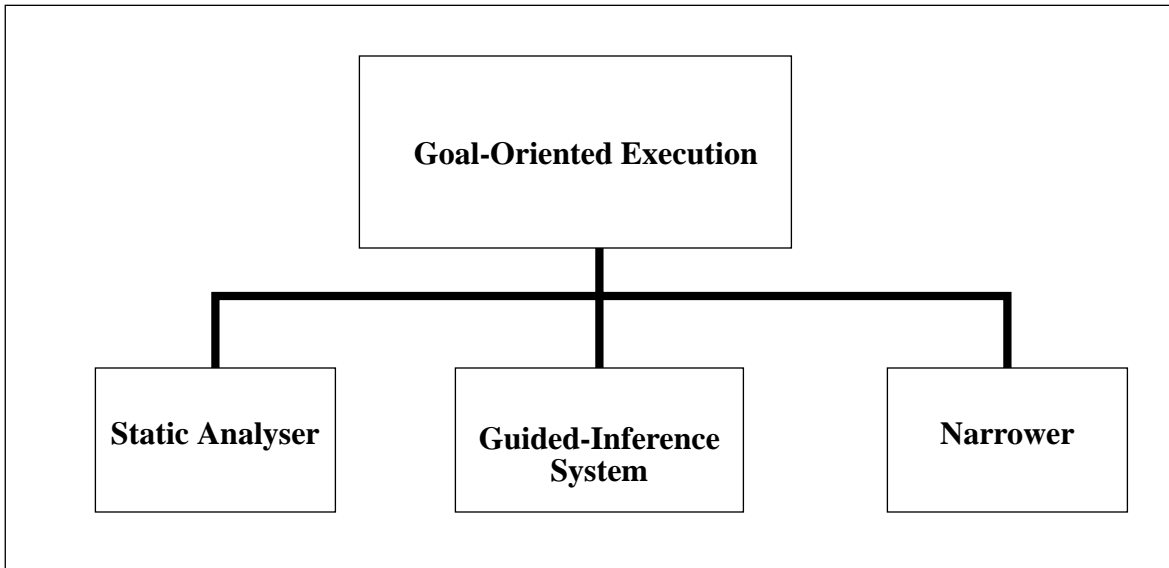 Goal-Oriented Execution
Static Analyser
Guided-Inference
System
Narrower